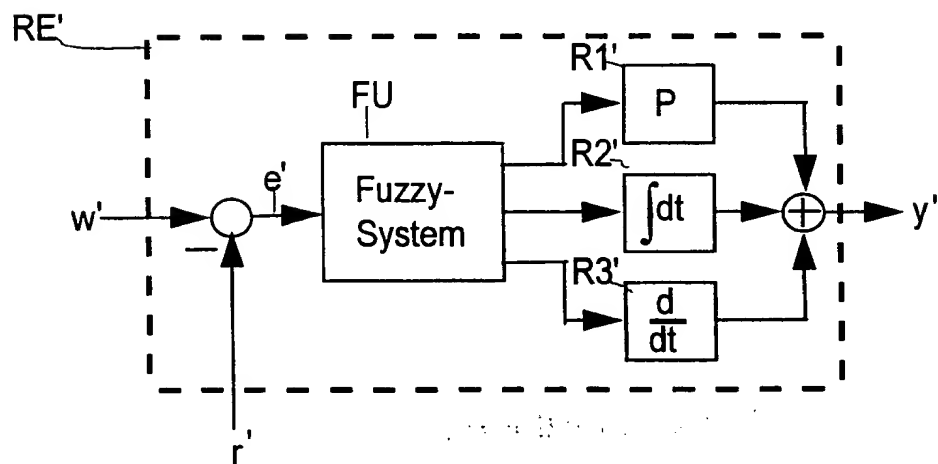 RE'
R1'
P
FU
R2'
e'
Fuzzy-
System
∫dt
w'
−
+
y'
R3'
d
dt
r'